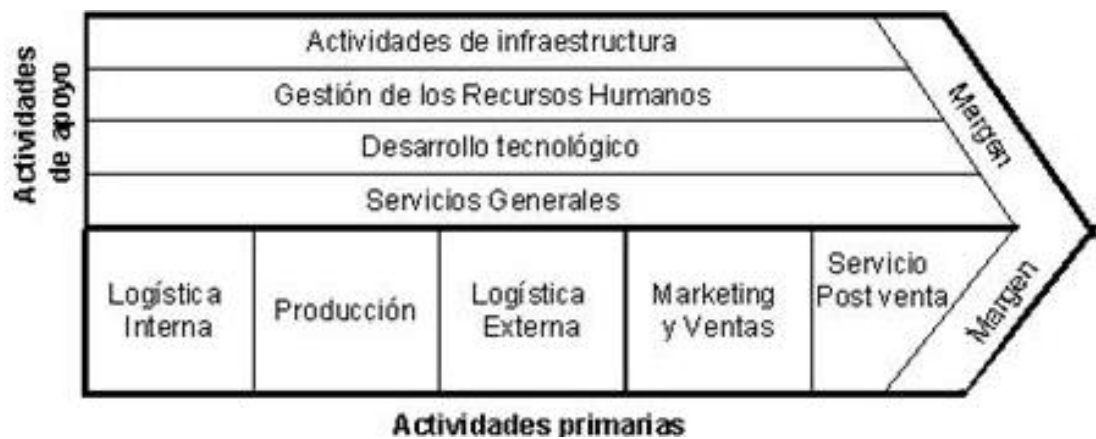 Actividades
de apoyo
Actividades de infraestructura
Gestión de los Recursos Humanos
Desarrollo tecnológico
Servicios Generales
Margen
Logística
Interna
Producción
Logística
Externa
Marketing
y Ventas
Servicio
Post venta
Margen
Actividades primarias